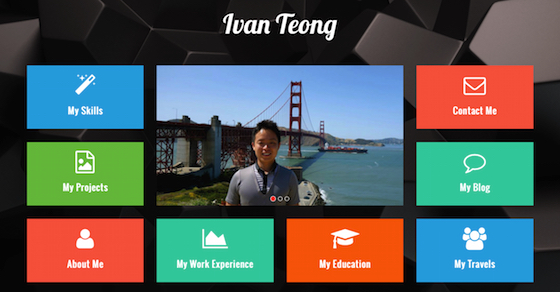 Ivan Teong
My Skills
Contact Me
My Projects
My Blog
About Me
My Work Experience
My Education
My Travels